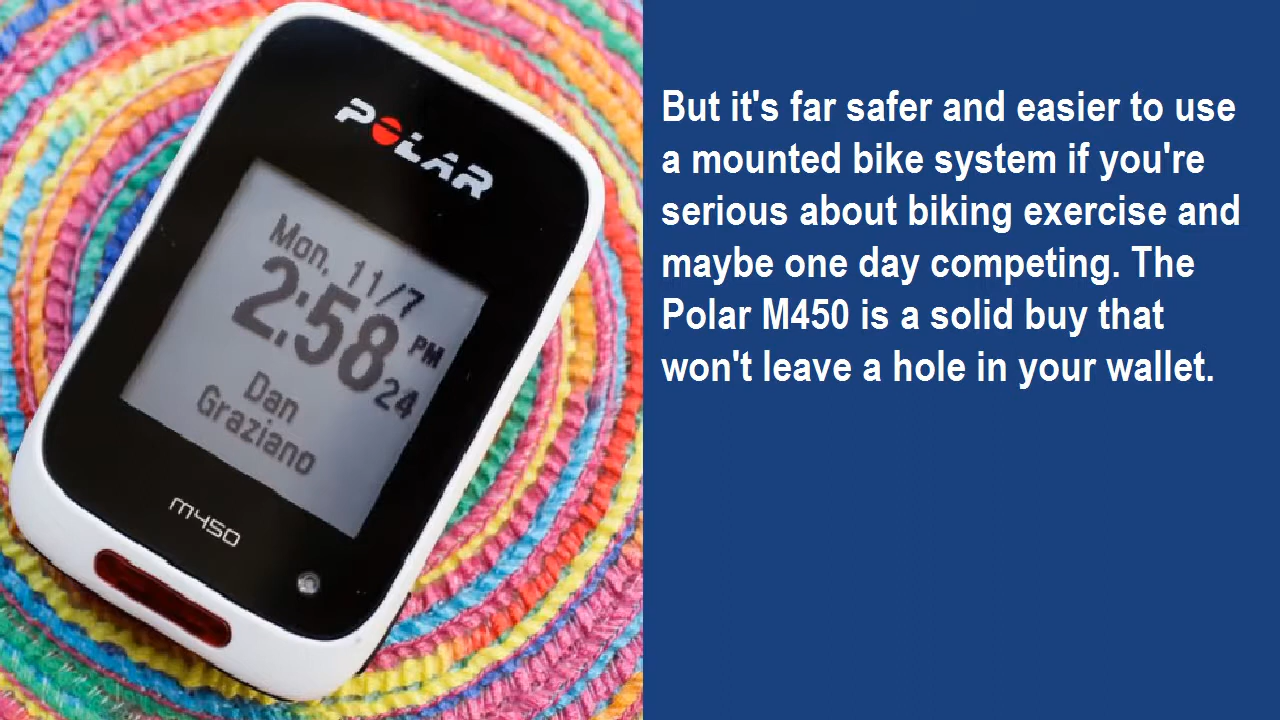 POLAR
Mon, 11/7
2:58 PM
24
Dan
Graziano
M450
But it's far safer and easier to use
a mounted bike system if you're
serious about biking exercise and
maybe one day competing. The
Polar M450 is a solid buy that
won't leave a hole in your wallet.